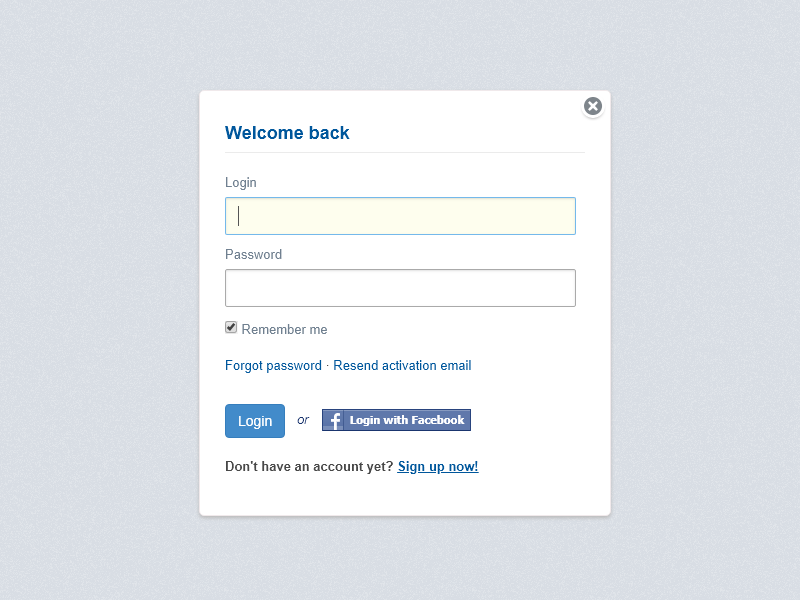 Welcome back
Login
Password
Remember me
Forgot password · Resend activation email
Login or Login with Facebook
Don't have an account yet? Sign up now!